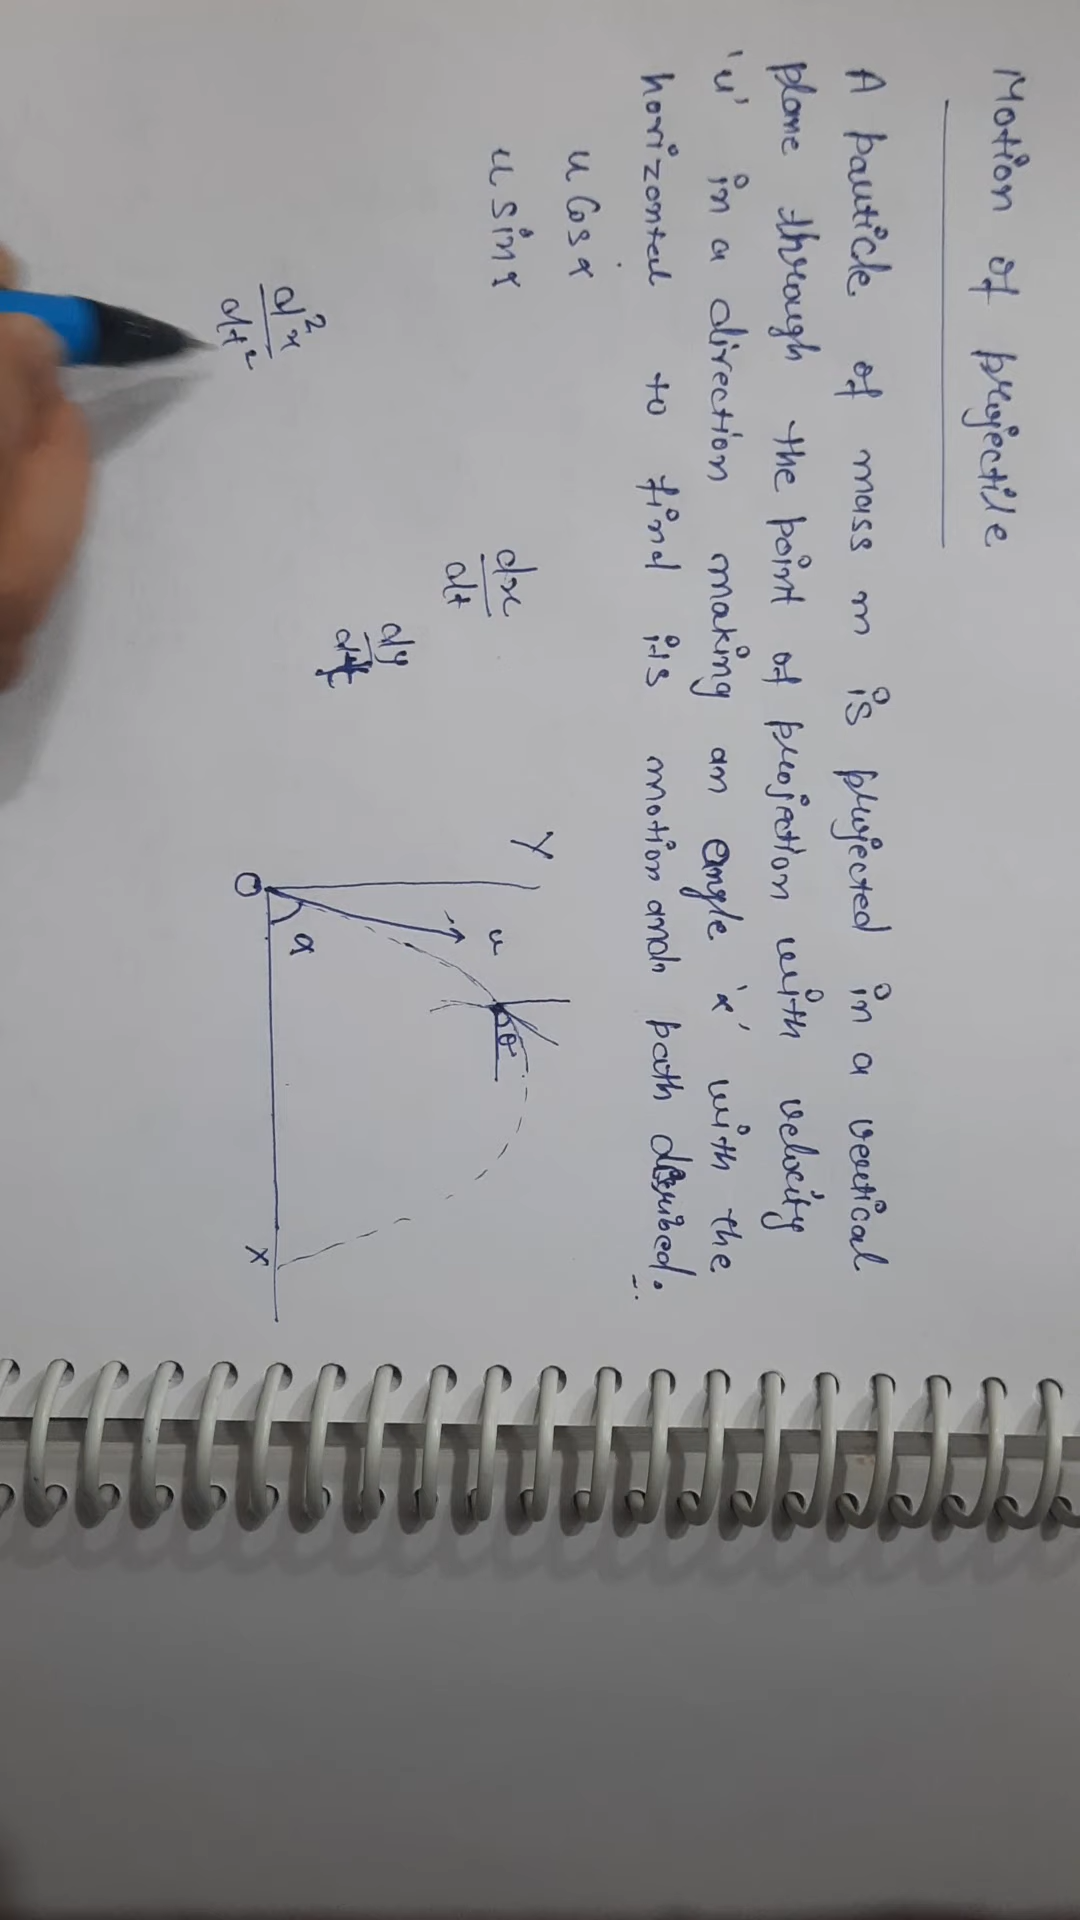 Motion of projectile
A particle of mass m is projected in a vertical
plane through the point of projection with velocity
'u' in a direction making an angle 'α' with the
horizontal to find its motion and path described.
u cos α
u sin α
dx/dt
dy/dt
d²x/dt²
Y
u
θ
α
O
X